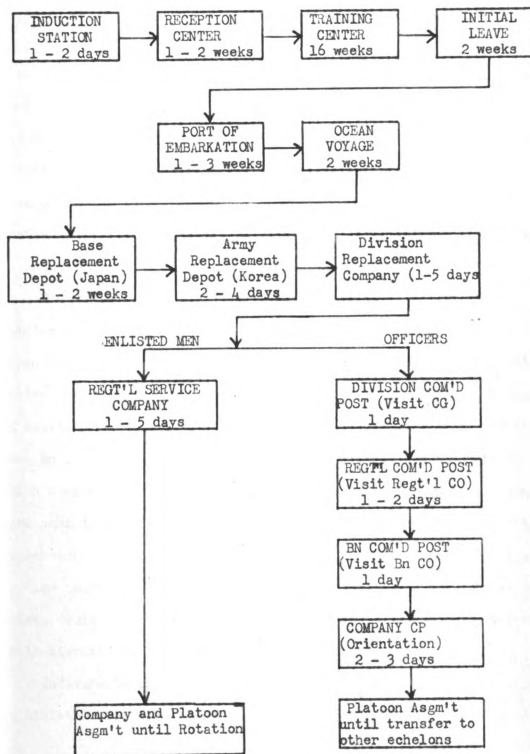 INDUCTION
STATION
1 - 2 days
RECEPTION
CENTER
1 - 2 weeks
TRAINING
CENTER
16 weeks
INITIAL
LEAVE
2 weeks
PORT OF
EMBARKATION
1 - 3 weeks
OCEAN
VOYAGE
2 weeks
Base
Replacement
Depot (Japan)
1 - 2 weeks
Army
Replacement
Depot (Korea)
2 - 4 days
Division
Replacement
Company (1-5 days
ENLISTED MEN
OFFICERS
REGT'L SERVICE
COMPANY
1 - 5 days
DIVISION COM'D
POST (Visit CG)
1 day
REGT'L COM'D POST
(Visit Regt'l CO)
1 - 2 days
BN COM'D POST
(Visit Bn CO)
1 day
COMPANY CP
(Orientation)
2 - 3 days
Company and Platoon
Asgm't until Rotation
Platoon Asgm't
until transfer to
other echelons